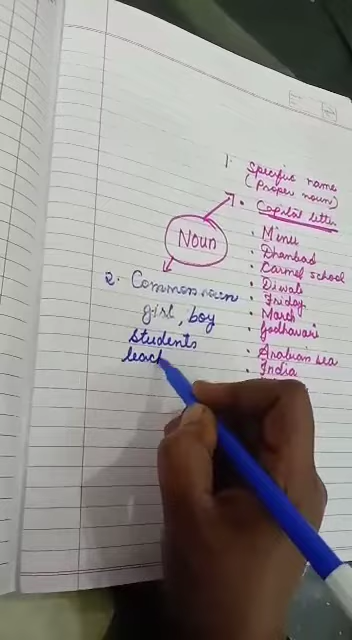 1. Specific name
(Proper noun)
Capital letter
Noun
• Minu
• Dhanbad
• Carmel school
• Diwali
• Friday
• March
• Godhavari
• Arabian sea
• India
2. Common noun
girl, boy
Students
teach